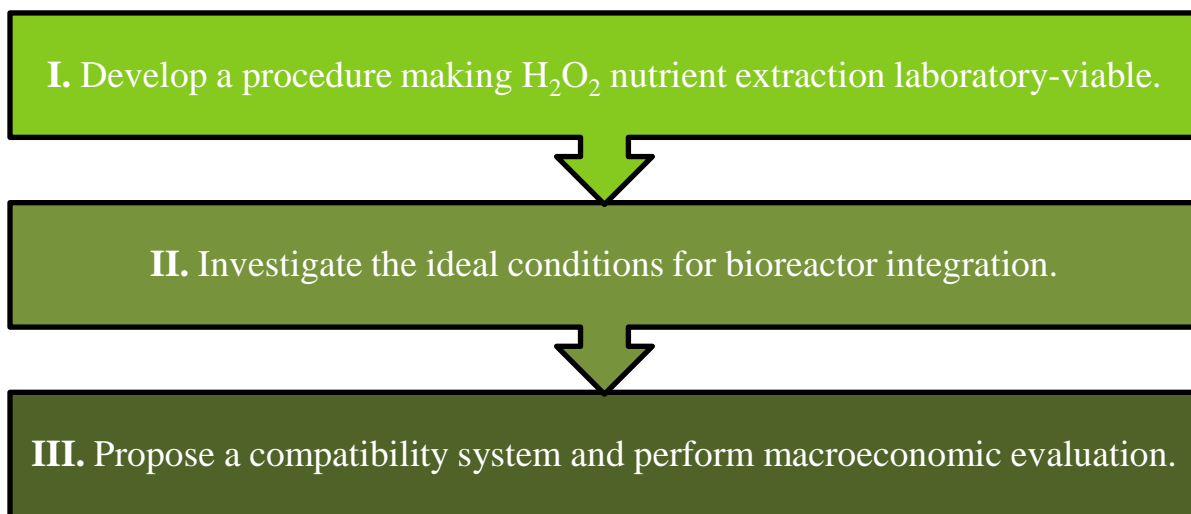 I. Develop a procedure making H₂O₂ nutrient extraction laboratory-viable.
II. Investigate the ideal conditions for bioreactor integration.
III. Propose a compatibility system and perform macroeconomic evaluation.